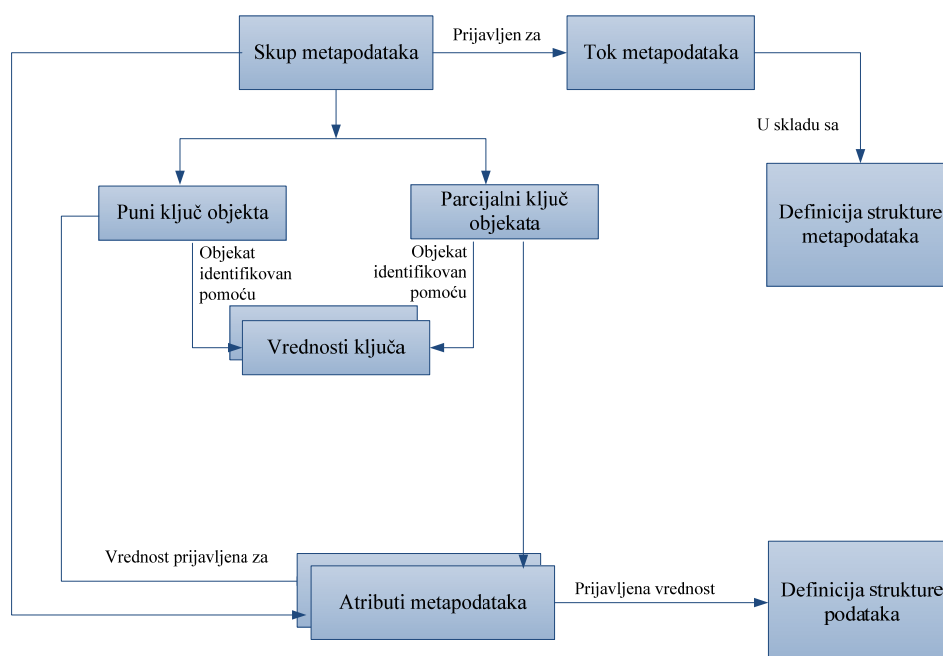 Skup metapodataka
Prijavljen za
Tok metapodataka
U skladu sa
Definicija strukture
metapodataka
Puni ključ objekta
Parcijalni ključ
objekata
Objekat
identifikovan
pomoću
Objekat
identifikovan
pomoću
Vrednosti ključa
Vrednost prijavljena za
Atributi metapodataka
Prijavljena vrednost
Definicija strukture
podataka